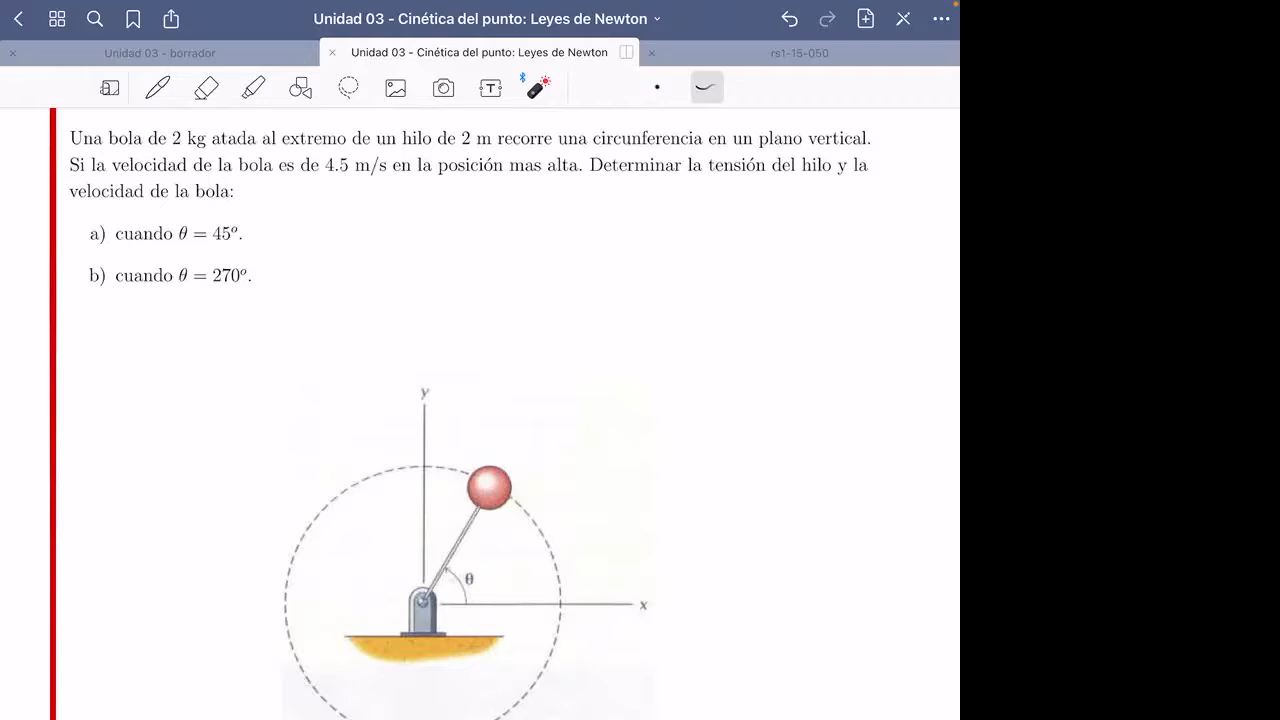 Unidad 03 - Cinética del punto: Leyes de Newton
Unidad 03 - borrador
Unidad 03 - Cinética del punto: Leyes de Newton
rs1-15-050
T
Una bola de 2 kg atada al extremo de un hilo de 2 m recorre una circunferencia en un plano vertical.
Si la velocidad de la bola es de 4.5 m/s en la posición mas alta. Determinar la tensión del hilo y la
velocidad de la bola:
a) cuando θ = 45º.
b) cuando θ = 270º.
y
θ
x